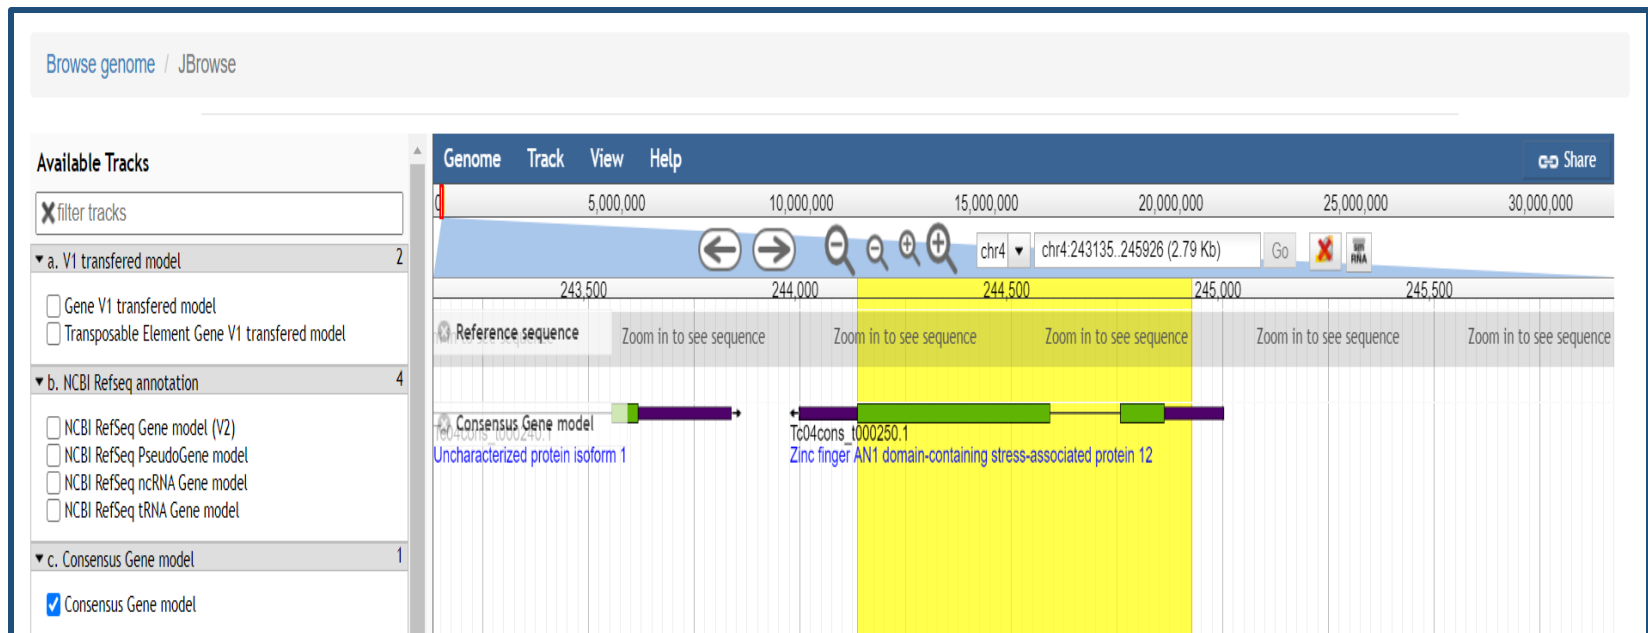 Browse genome / JBrowse
Available Tracks
filter tracks
a. V1 transfered model 2
Gene V1 transfered model
Transposable Element Gene V1 transfered model
b. NCBI Refseq annotation 4
NCBI RefSeq Gene model (V2)
NCBI RefSeq PseudoGene model
NCBI RefSeq ncRNA Gene model
NCBI RefSeq tRNA Gene model
c. Consensus Gene model 1
Consensus Gene model
Genome Track View Help Share
0 5,000,000 10,000,000 15,000,000 20,000,000 25,000,000 30,000,000
chr4 chr4:243135..245926 (2.79 Kb) Go
243,500 244,000 244,500 245,000 245,500
Reference sequence Zoom in to see sequence Zoom in to see sequence Zoom in to see sequence Zoom in to see sequence Zoom in to see sequence
Consensus Gene model
Tc04cons_t000240.1 Tc04cons_t000250.1
Uncharacterized protein isoform 1 Zinc finger AN1 domain-containing stress-associated protein 12